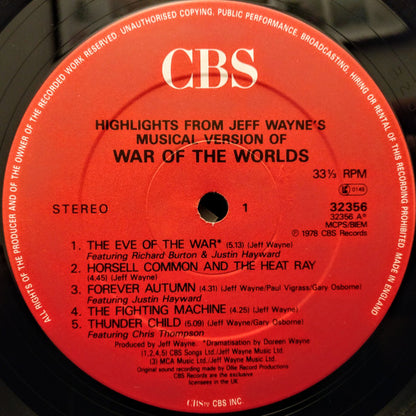 ALL RIGHTS OF THE PRODUCER AND OF THE OWNER OF THE RECORDED WORK RESERVED. UNAUTHORISED COPYING, PUBLIC PERFORMANCE, BROADCASTING, HIRING OR RENTAL OF THIS RECORDING PROHIBITED. MADE IN ENGLAND
CBS
HIGHLIGHTS FROM JEFF WAYNE'S
MUSICAL VERSION OF
WAR OF THE WORLDS
33⅓ RPM
STEREO 1 32356
32356 A°
MCPS/BIEM
℗ 1978 CBS Records
1. THE EVE OF THE WAR* (5.13) (Jeff Wayne)
Featuring Richard Burton & Justin Hayward
2. HORSELL COMMON AND THE HEAT RAY
(4.45) (Jeff Wayne)
3. FOREVER AUTUMN (4.31) (Jeff Wayne/Paul Vigrass/Gary Osborne)
Featuring Justin Hayward
4. THE FIGHTING MACHINE (4.25) (Jeff Wayne)
5. THUNDER CHILD (5.09) (Jeff Wayne/Gary Osborne)
Featuring Chris Thompson
Produced by Jeff Wayne. *Dramatisation by Doreen Wayne
(1,2,4,5) CBS Songs Ltd./Jeff Wayne Music Ltd.
(3) MCA Music Ltd./Jeff Wayne Music Ltd.
Original sound recording made by Ollie Record Productions
CBS Records are the exclusive
licensees in the UK
CBS TM CBS INC.